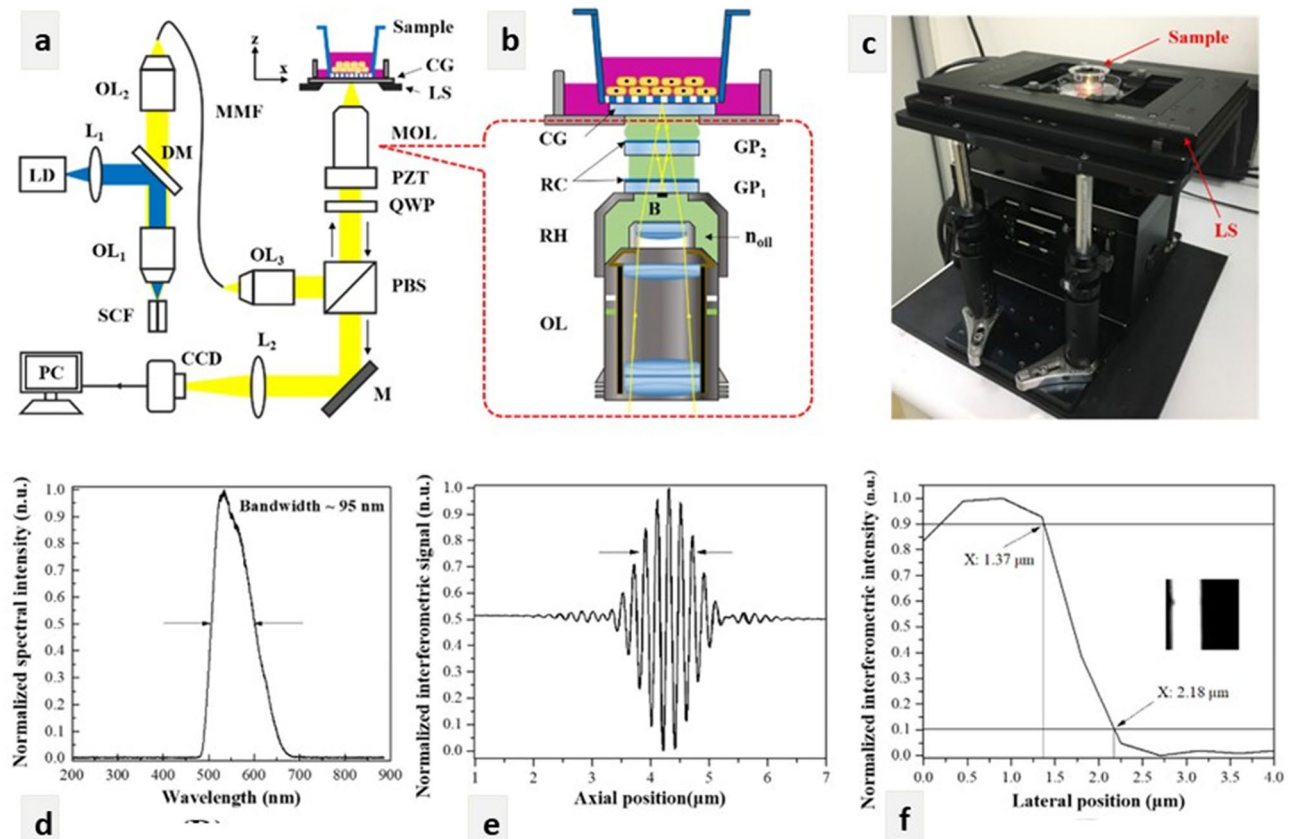 a
OL₂
MMF
L₁
DM
LD
OL₁
SCF
OL₃
PBS
PC
CCD
L₂
M
z
x
Sample
CG
LS
MOL
PZT
QWP
b
CG
GP₂
RC
GP₁
B
RH
n_oil
OL
c
Sample
LS
Normalized spectral intensity (n.u.)
1.0
0.9
0.8
0.7
0.6
0.5
0.4
0.3
0.2
0.1
0.0
Bandwidth ~ 95 nm
200 300 400 500 600 700 800 900
Wavelength (nm)
d
Normalized interferometric signal (n.u.)
1.0
0.9
0.8
0.7
0.6
0.5
0.4
0.3
0.2
0.1
0.0
1 2 3 4 5 6 7
Axial position(μm)
e
Normalized interferometric intensity (n.u.)
1.0
0.9
0.8
0.7
0.6
0.5
0.4
0.3
0.2
0.1
0.0
X: 1.37 μm
X: 2.18 μm
0.0 0.5 1.0 1.5 2.0 2.5 3.0 3.5 4.0
Lateral position (μm)
f